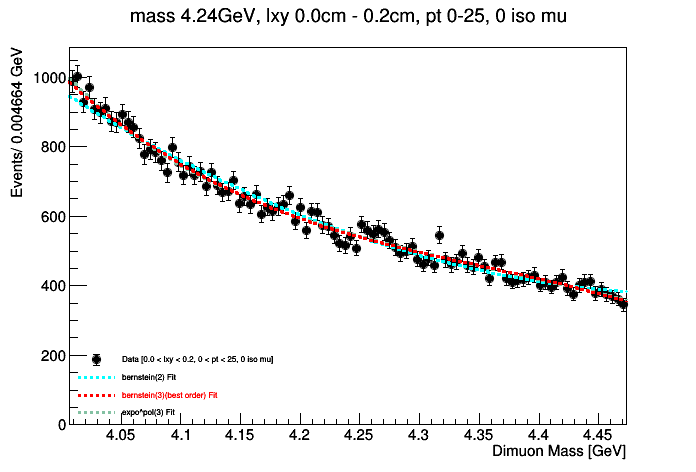 mass 4.24GeV, lxy 0.0cm - 0.2cm, pt 0-25, 0 iso mu
Events/ 0.004664 GeV
1000
800
600
400
200
0
Data [0.0 < lxy < 0.2, 0 < pt < 25, 0 iso mu]
bernstein(2) Fit
bernstein(3)(best order) Fit
expo*pol(3) Fit
4.05 4.1 4.15 4.2 4.25 4.3 4.35 4.4 4.45
Dimuon Mass [GeV]